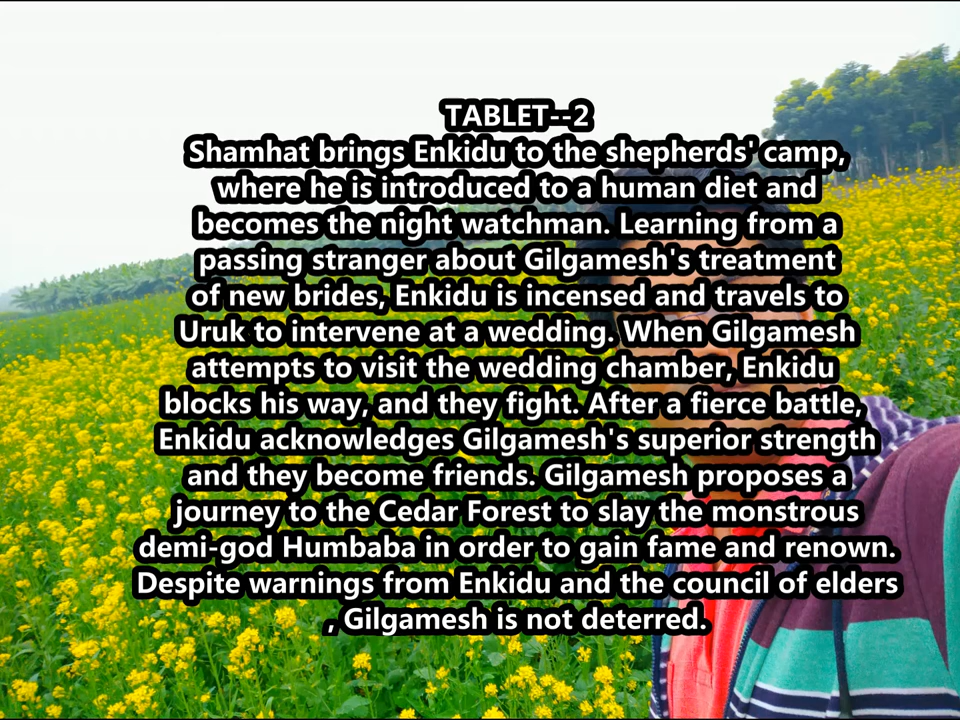 TABLET--2
Shamhat brings Enkidu to the shepherds' camp,
where he is introduced to a human diet and
becomes the night watchman. Learning from a
passing stranger about Gilgamesh's treatment
of new brides, Enkidu is incensed and travels to
Uruk to intervene at a wedding. When Gilgamesh
attempts to visit the wedding chamber, Enkidu
blocks his way, and they fight. After a fierce battle,
Enkidu acknowledges Gilgamesh's superior strength
and they become friends. Gilgamesh proposes a
journey to the Cedar Forest to slay the monstrous
demi-god Humbaba in order to gain fame and renown.
Despite warnings from Enkidu and the council of elders
, Gilgamesh is not deterred.